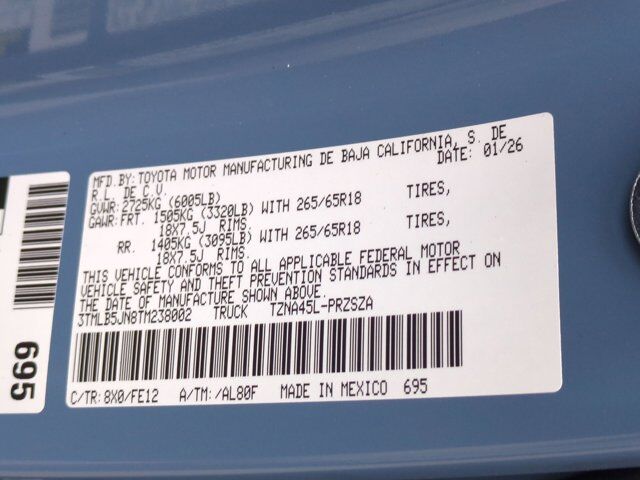 MFD.BY: TOYOTA MOTOR MANUFACTURING DE BAJA CALIFORNIA, S. DE
R.L. DE C.V. DATE: 01/26
GVWR: 2725KG (6005LB)
GAWR: FRT. 1505KG (3320LB) WITH 265/65R18 TIRES,
18X7.5J RIMS.
RR. 1405KG (3095LB) WITH 265/65R18 TIRES,
18X7.5J RIMS.
THIS VEHICLE CONFORMS TO ALL APPLICABLE FEDERAL MOTOR
VEHICLE SAFETY AND THEFT PREVENTION STANDARDS IN EFFECT ON
THE DATE OF MANUFACTURE SHOWN ABOVE.
3TMLB5JN8TM238002 TRUCK TZNA45L-PRZSZA
C/TR: 8X0/FE12 A/TM: /AL80F MADE IN MEXICO 695
695